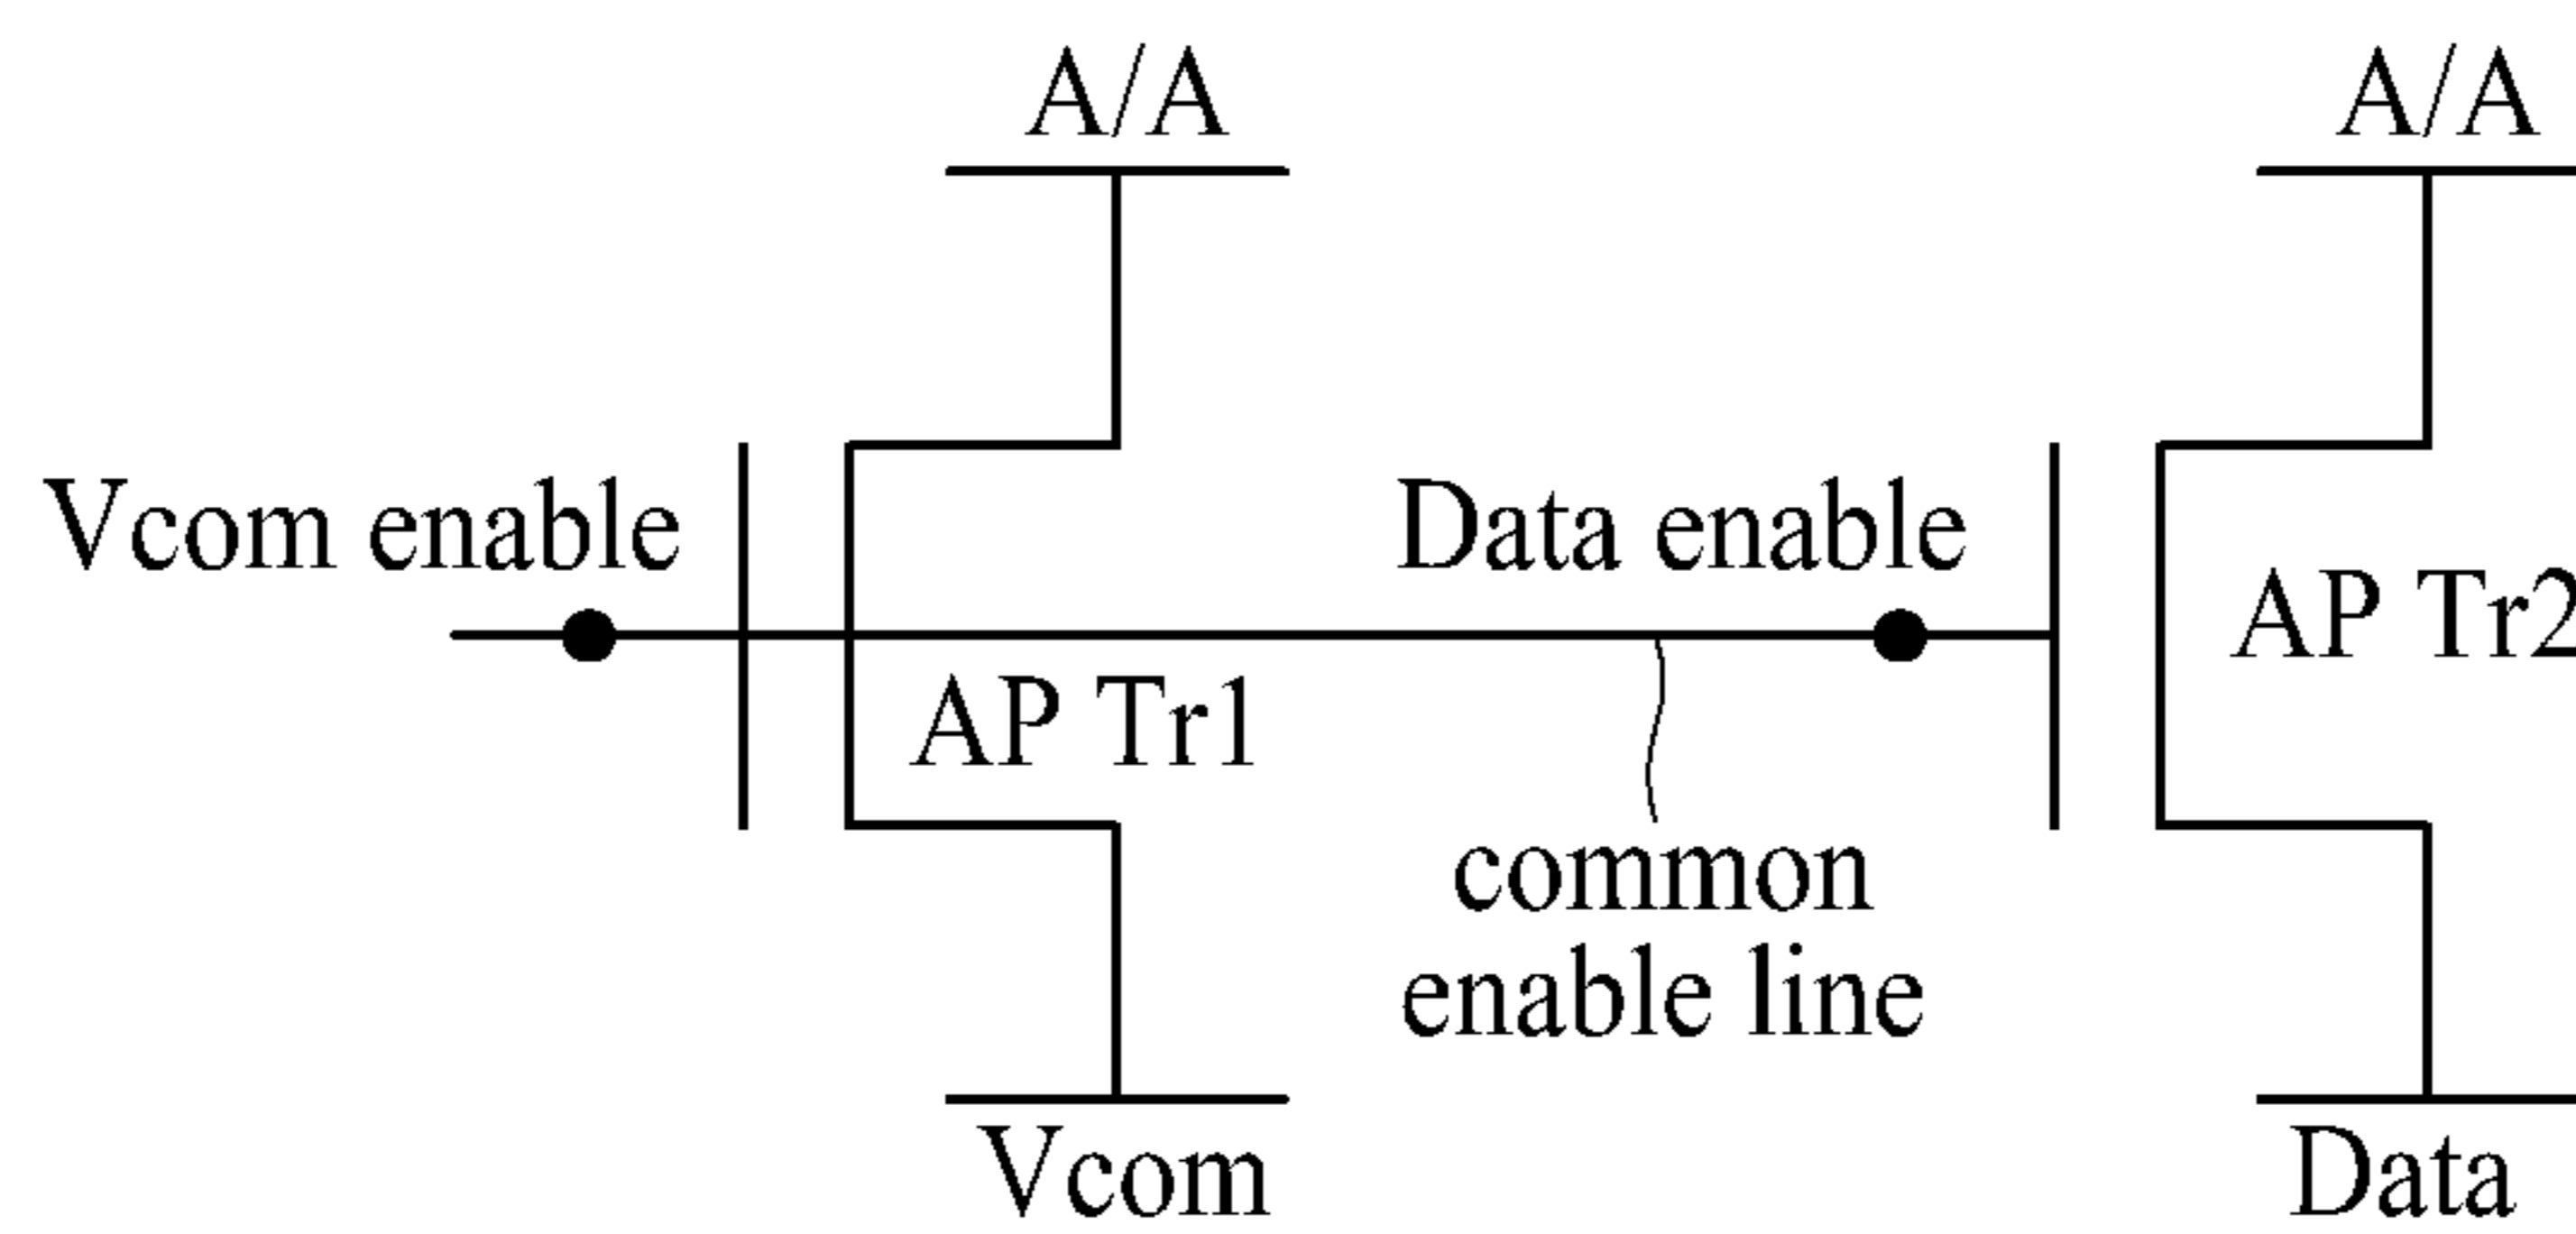 A/A
A/A
Vcom enable
Data enable
AP Tr1
AP Tr2
common
enable line
Vcom
Data